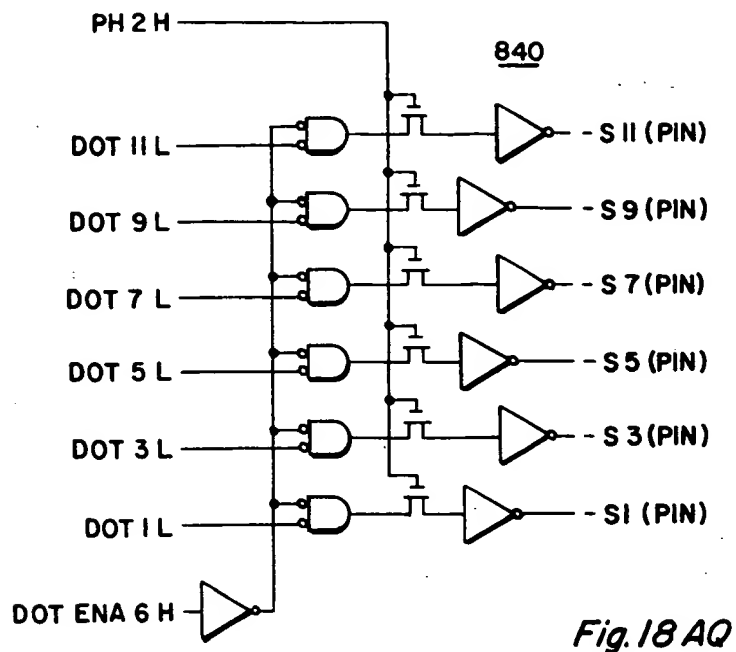 PH 2 H
840
DOT 11 L
-S 11 (PIN)
DOT 9 L
-S 9 (PIN)
DOT 7 L
-S 7 (PIN)
DOT 5 L
-S 5 (PIN)
DOT 3 L
-S 3 (PIN)
DOT 1 L
-S1 (PIN)
DOT ENA 6 H
Fig. 18 AQ